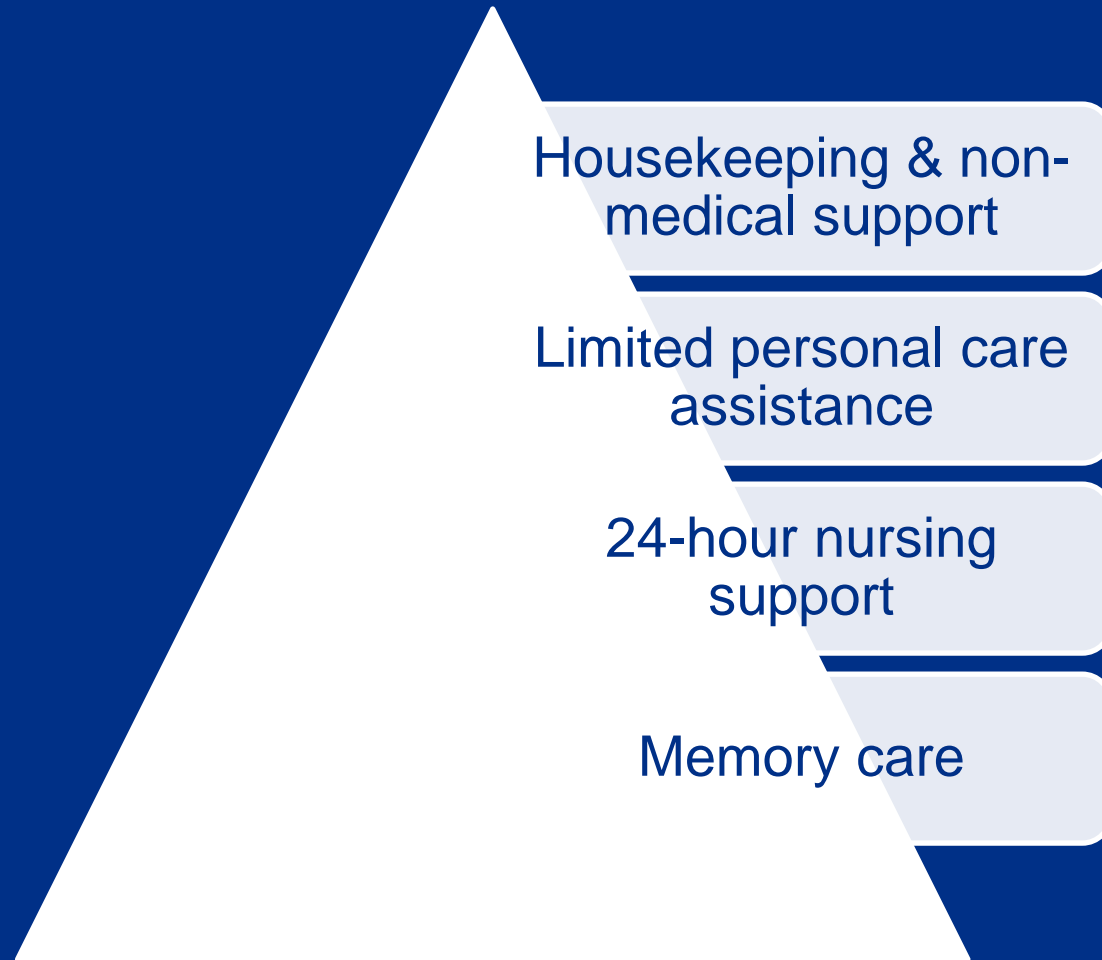 Housekeeping & non-
medical support
Limited personal care
assistance
24-hour nursing
support
Memory care